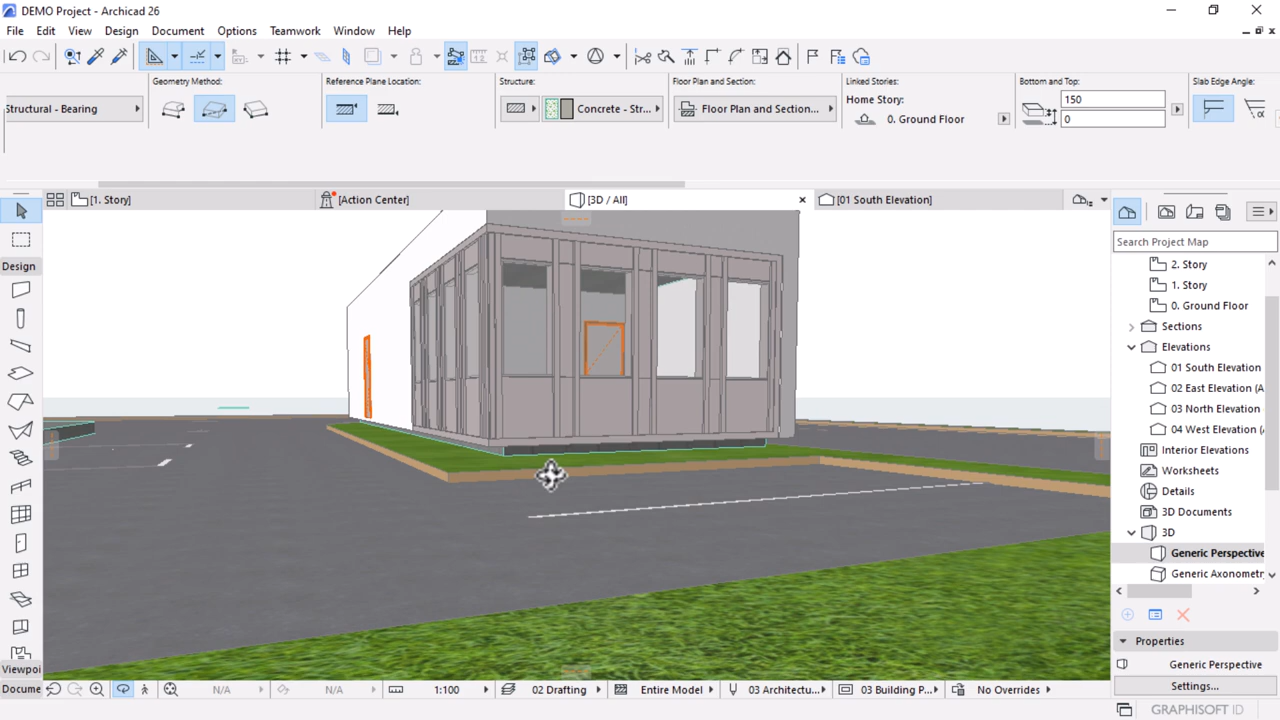 DEMO Project - Archicad 26
File Edit View Design Document Options Teamwork Window Help
Structural - Bearing
Geometry Method:
Reference Plane Location:
Structure:
Concrete - Str...
Floor Plan and Section:
Floor Plan and Section...
Linked Stories:
Home Story:
0. Ground Floor
Bottom and Top:
150
0
Slab Edge Angle:
[1. Story]
[Action Center]
[3D / All]
[01 South Elevation]
Design
Viewpoi
Docume
Search Project Map
2. Story
1. Story
0. Ground Floor
Sections
Elevations
01 South Elevation
02 East Elevation (A
03 North Elevation
04 West Elevation (A
Interior Elevations
Worksheets
Details
3D Documents
3D
Generic Perspective
Generic Axonometr
Properties
Generic Perspective
Settings...
N/A
N/A
1:100
02 Drafting
Entire Model
03 Architectu...
03 Building P...
No Overrides
GRAPHISOFT ID